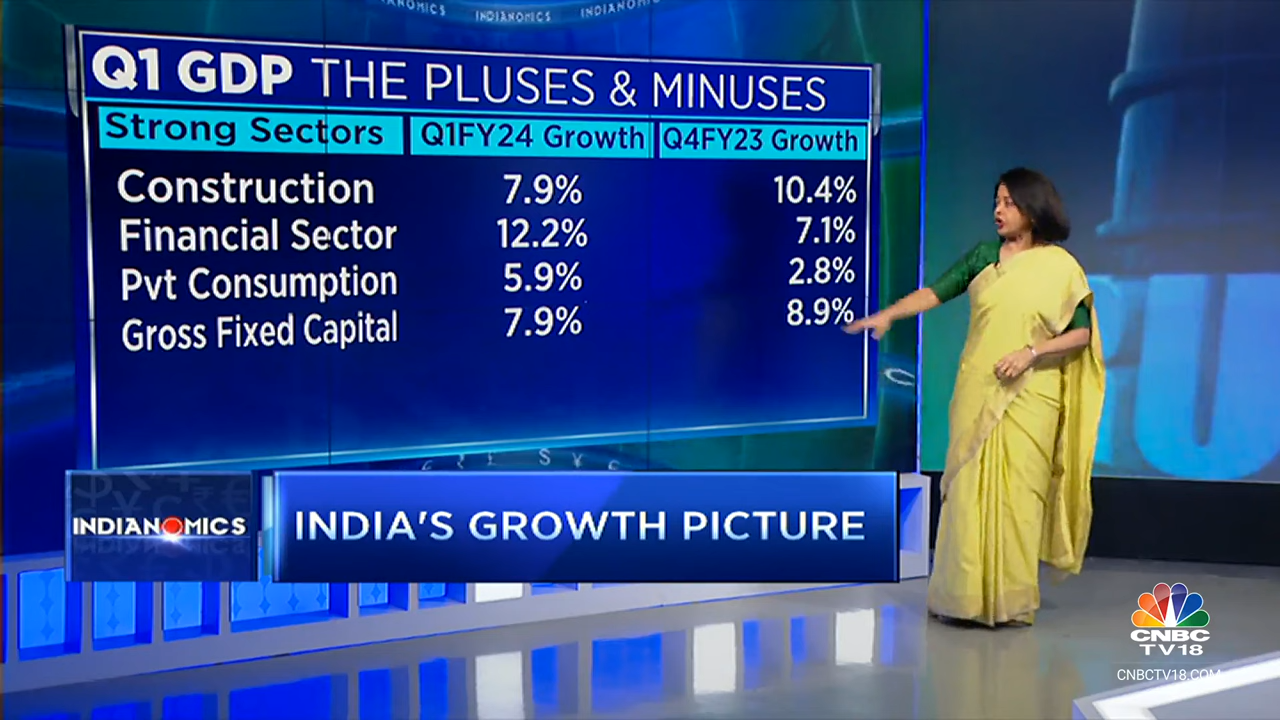 INDIANOMICS INDIANOMICS
Q1 GDP THE PLUSES & MINUSES
Strong Sectors Q1FY24 Growth Q4FY23 Growth
Construction 7.9% 10.4%
Financial Sector 12.2% 7.1%
Pvt Consumption 5.9% 2.8%
Gross Fixed Capital 7.9% 8.9%
INDIANOMICS INDIA'S GROWTH PICTURE
CNBC
TV18
CNBCTV18.COM